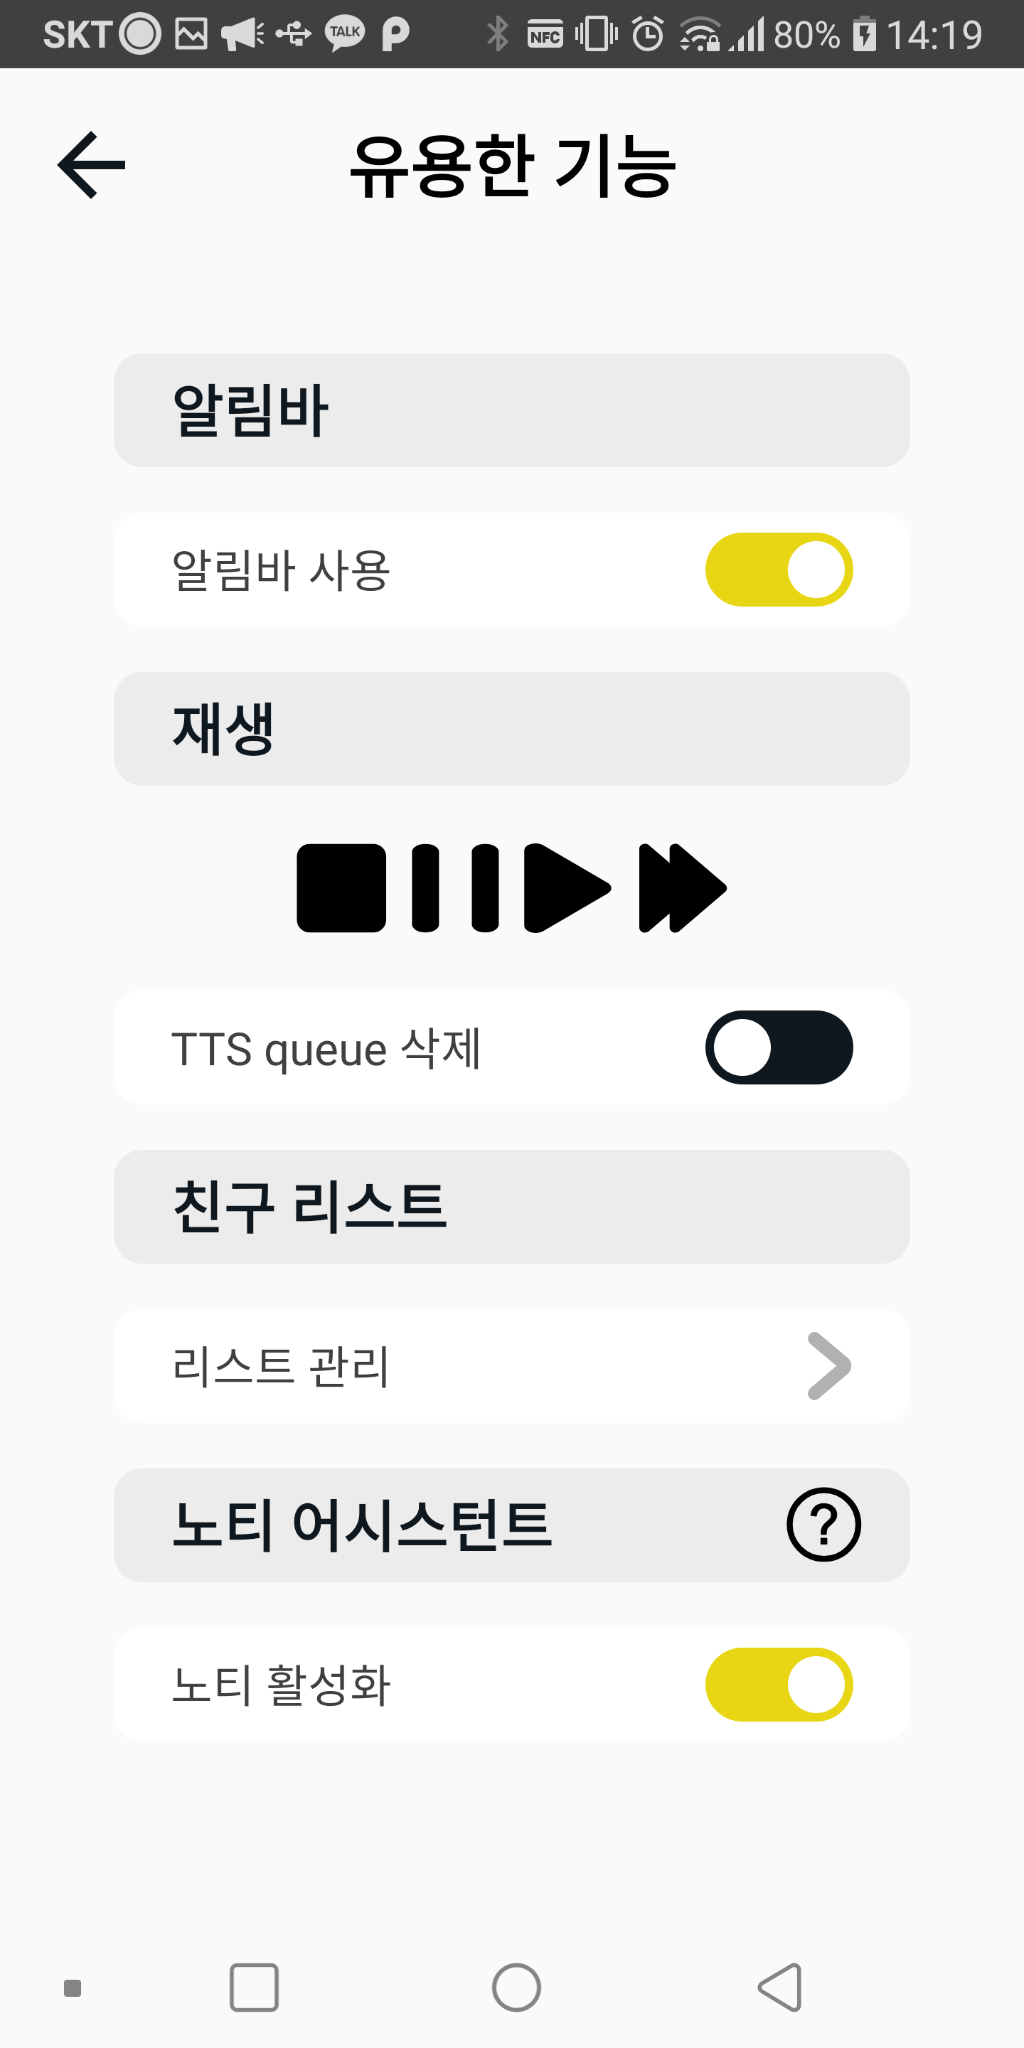 SKT TALK NFC 80% 14:19
유용한 기능
알림바
알림바 사용
재생
TTS queue 삭제
친구 리스트
리스트 관리
노티 어시스턴트 ?
노티 활성화